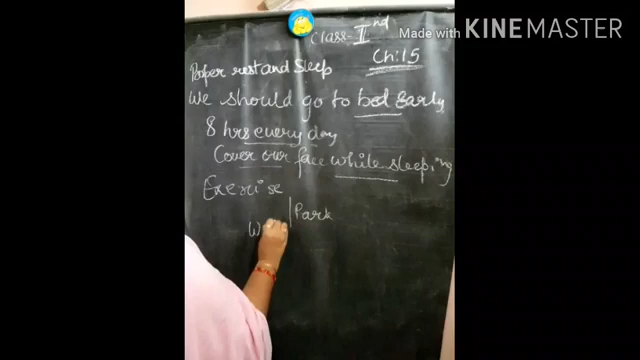 Class-IInd
Made with KINEMASTER
Ch:15
Proper rest and Sleep
We should go to bed Early
8 hrs every day
Cover our face while sleeping
Exercise
Park
W